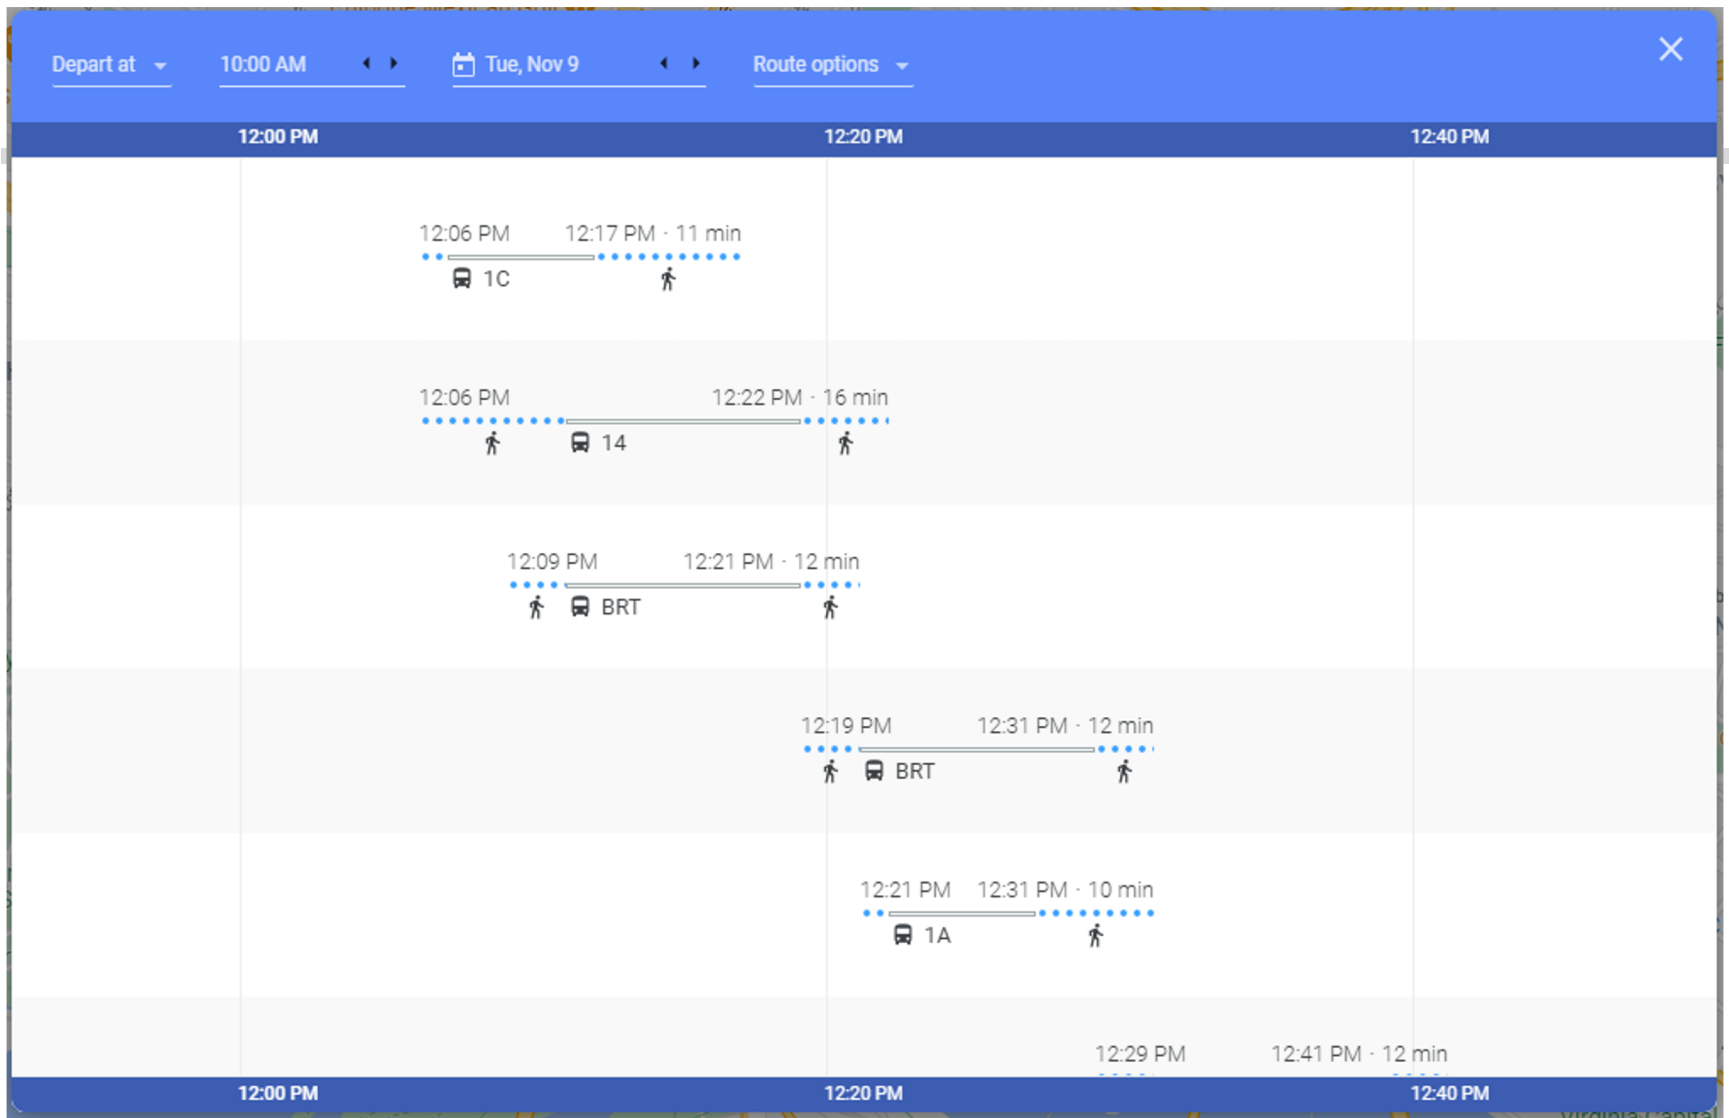 Depart at 10:00 AM Tue, Nov 9 Route options
12:00 PM 12:20 PM 12:40 PM
12:06 PM 12:17 PM · 11 min
1C
12:06 PM 12:22 PM · 16 min
14
12:09 PM 12:21 PM · 12 min
BRT
12:19 PM 12:31 PM · 12 min
BRT
12:21 PM 12:31 PM · 10 min
1A
12:29 PM 12:41 PM · 12 min
12:00 PM 12:20 PM 12:40 PM